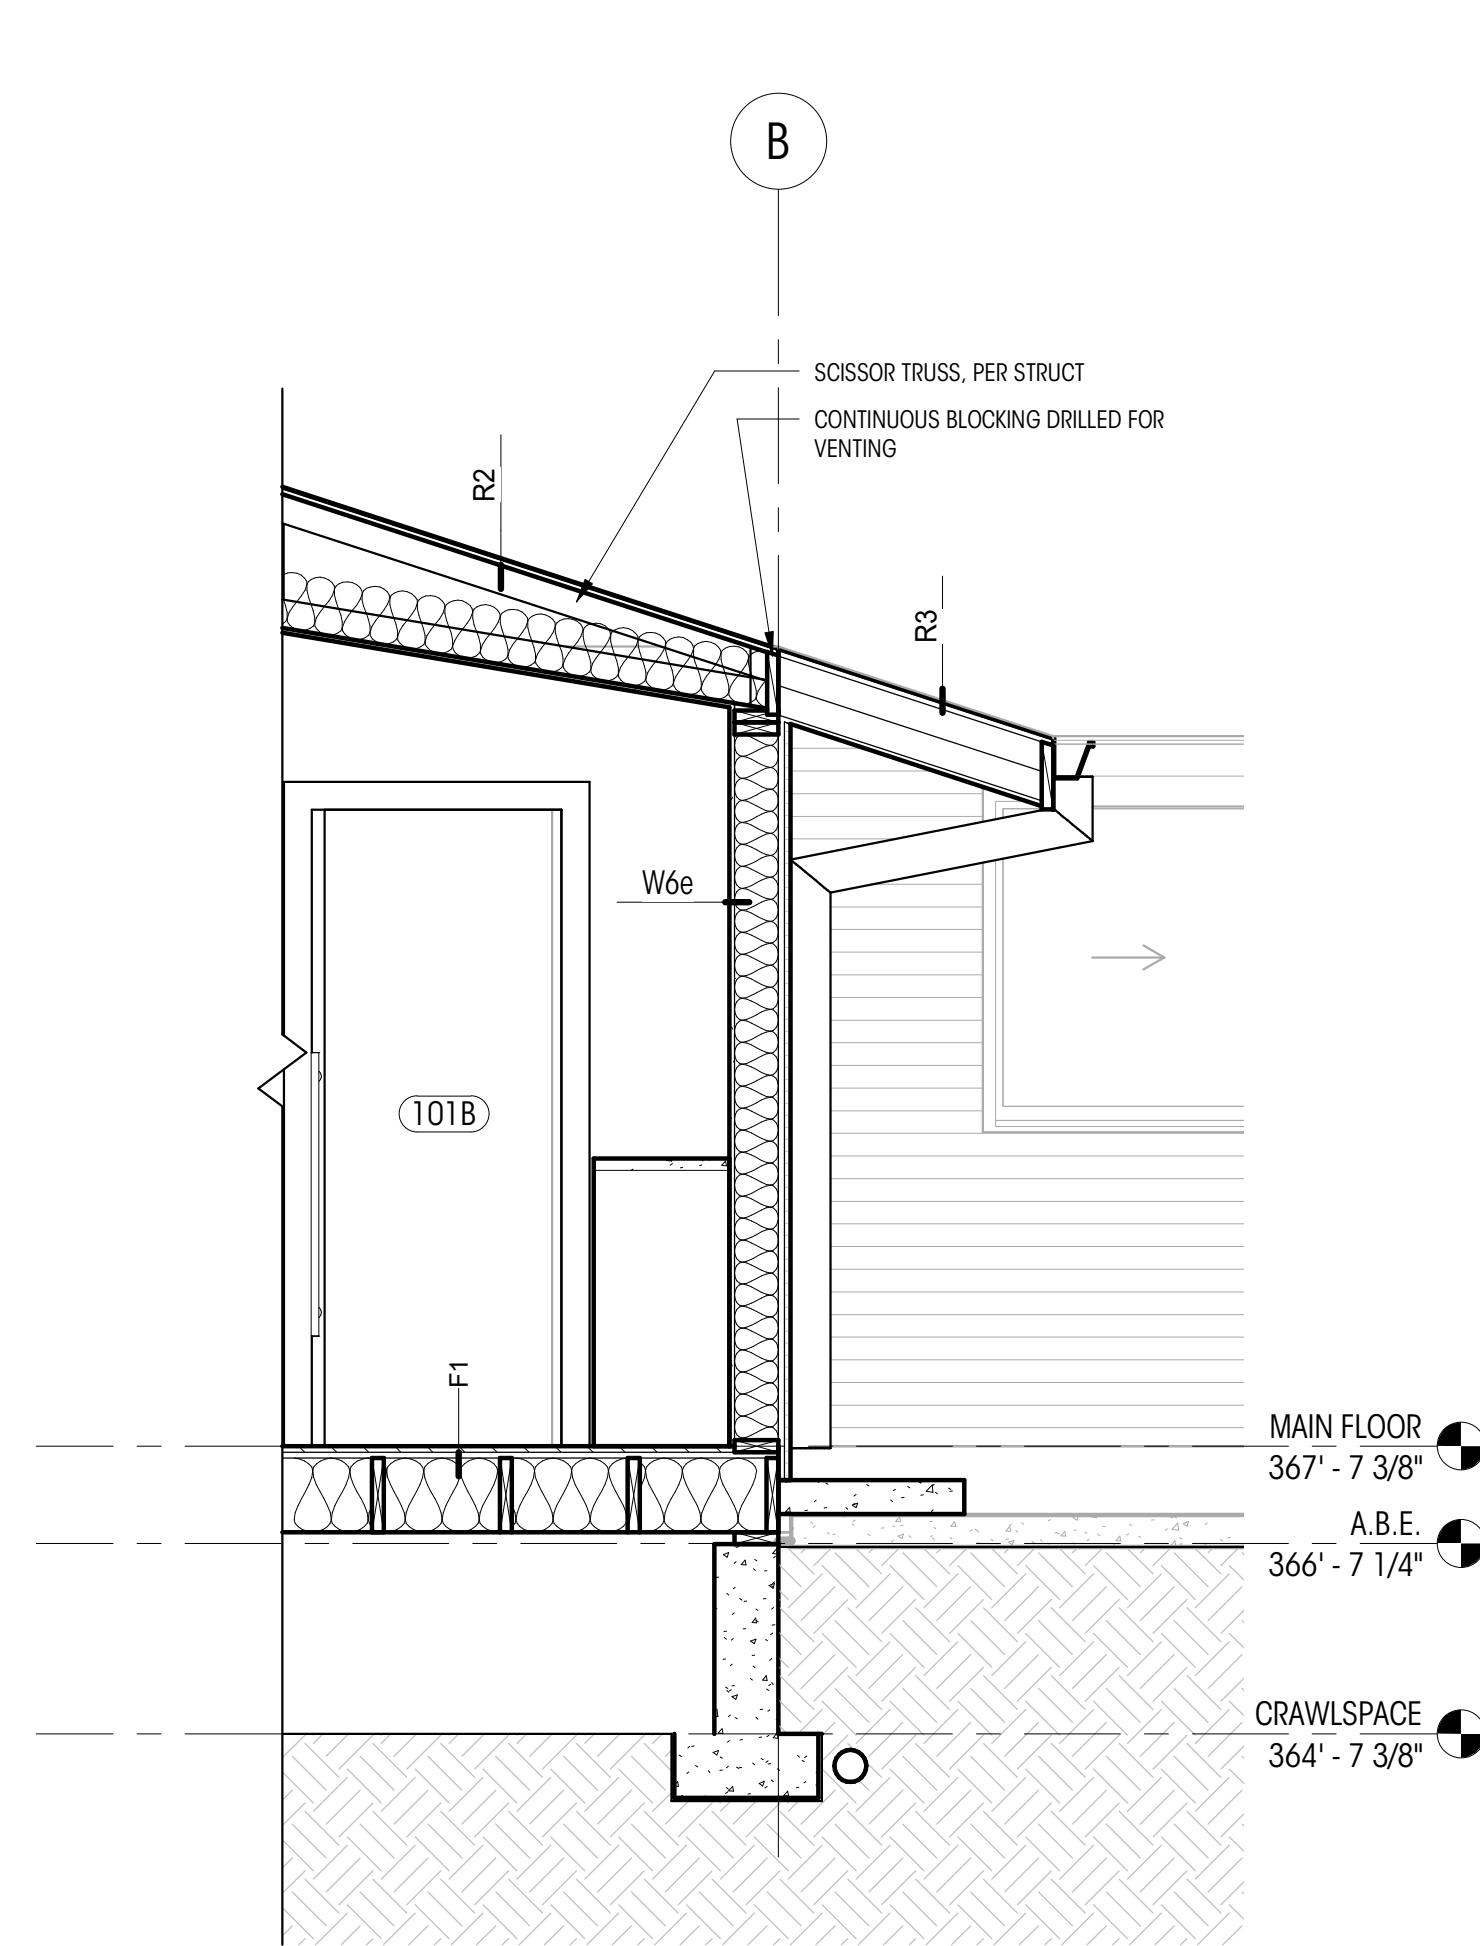 B
SCISSOR TRUSS, PER STRUCT
CONTINUOUS BLOCKING DRILLED FOR
VENTING
R2
R3
W6e
101B
F1
MAIN FLOOR
367' - 7 3/8"
A.B.E.
366' - 7 1/4"
CRAWLSPACE
364' - 7 3/8"